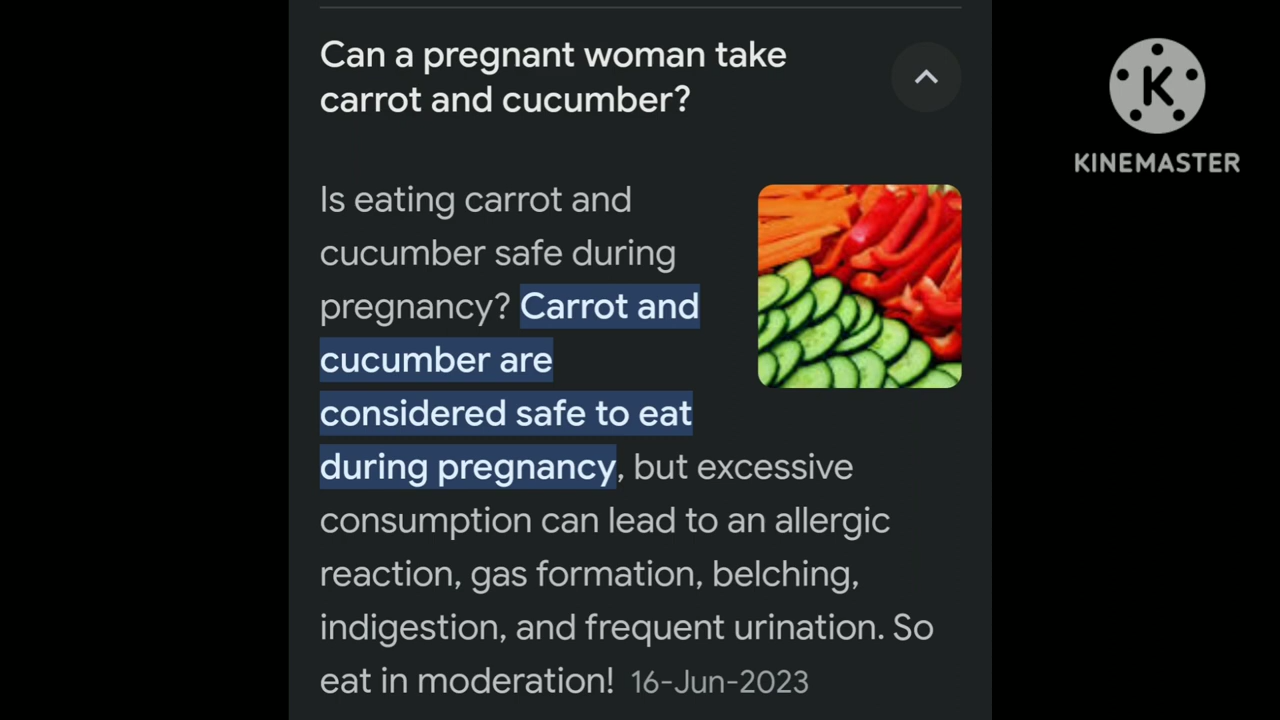 Can a pregnant woman take
carrot and cucumber?
Is eating carrot and
cucumber safe during
pregnancy? Carrot and
cucumber are
considered safe to eat
during pregnancy, but excessive
consumption can lead to an allergic
reaction, gas formation, belching,
indigestion, and frequent urination. So
eat in moderation! 16-Jun-2023
K
KINEMASTER